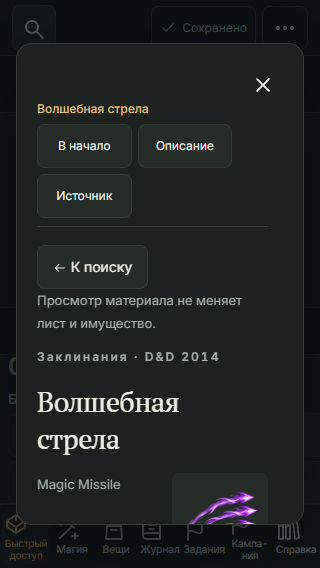 Сохранено
Волшебная стрела
В начало
Описание
Источник
← К поиску
Просмотр материала не меняет
лист и имущество.
Заклинания · D&D 2014
Волшебная
стрела
Magic Missile
Быстрый
доступ
Магия
Вещи
Журнал
Задания
Кампа-
ния
Справка